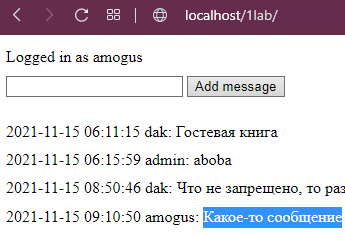 localhost/1lab/
Logged in as amogus
Add message
2021-11-15 06:11:15 dak: Гостевая книга
2021-11-15 06:15:59 admin: aboba
2021-11-15 08:50:46 dak: Что не запрещено, то
2021-11-15 09:10:50 amogus: Какое-то сообщение